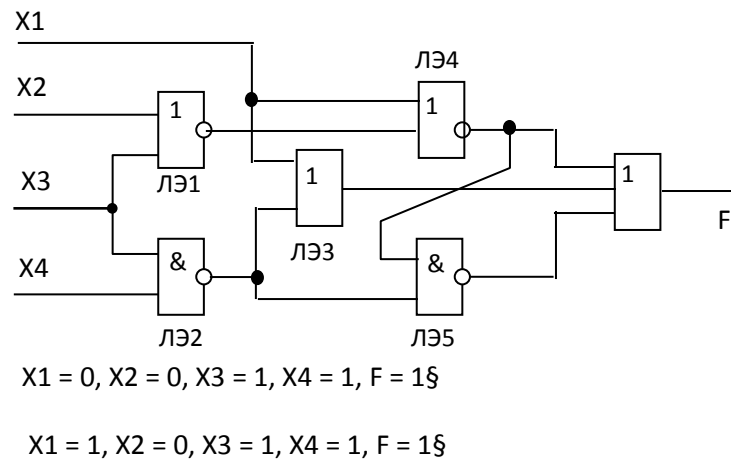 X1
ЛЭ4
X2
1
1
ЛЭ1
X3
1
1
F
ЛЭ3
X4
&
&
ЛЭ2
ЛЭ5
X1 = 0, X2 = 0, X3 = 1, X4 = 1, F = 1§
X1 = 1, X2 = 0, X3 = 1, X4 = 1, F = 1§